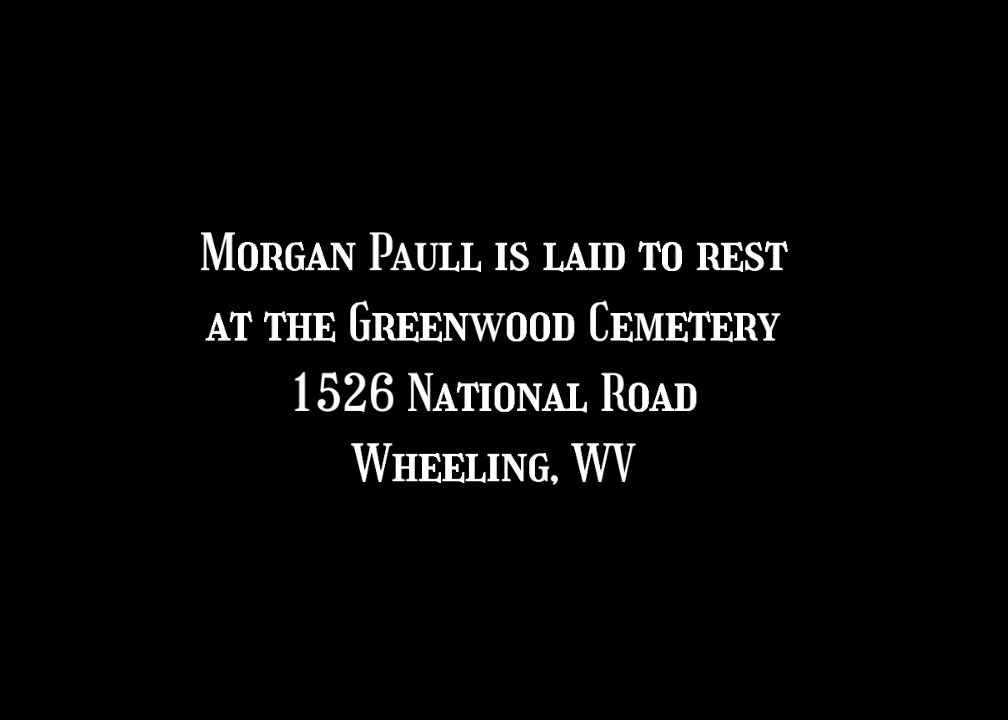 Morgan Paull is laid to rest
at the Greenwood Cemetery
1526 National Road
Wheeling, WV